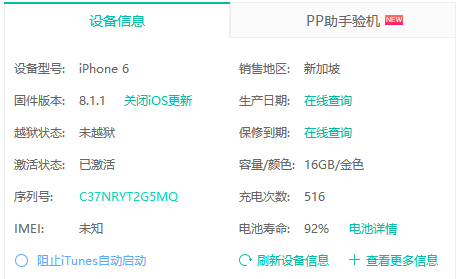 设备信息 PP助手验机 NEW
设备型号: iPhone 6 销售地区: 新加坡
固件版本: 8.1.1 关闭iOS更新 生产日期: 在线查询
越狱状态: 未越狱 保修到期: 在线查询
激活状态: 已激活 容量/颜色: 16GB/金色
序列号: C37NRYT2G5MQ 充电次数: 516
IMEI: 未知 电池寿命: 92% 电池详情
阻止iTunes自动启动 刷新设备信息 查看更多信息